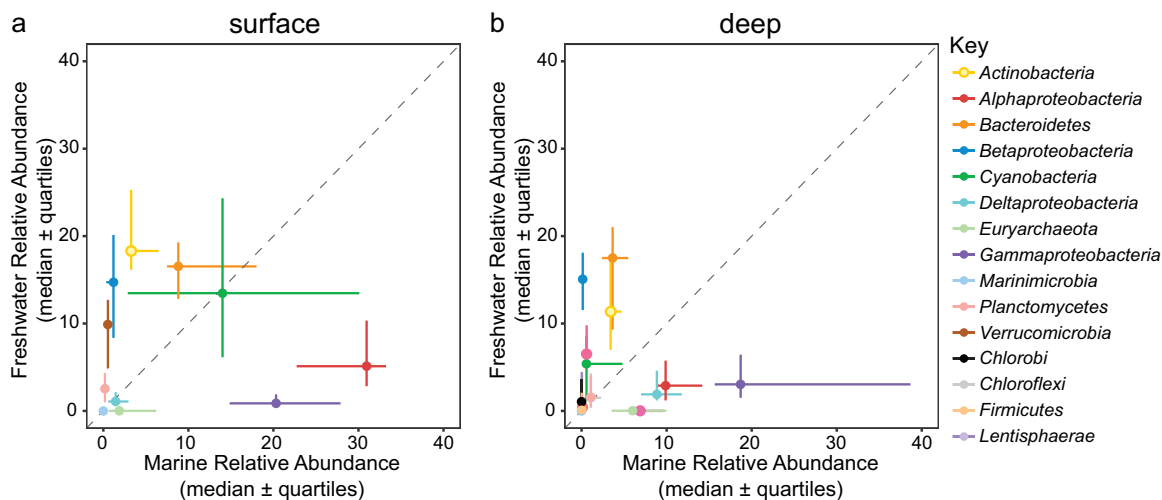 a
surface
40
30
20
10
0
Freshwater Relative Abundance
(median ± quartiles)
0
10
20
30
40
Marine Relative Abundance
(median ± quartiles)
b
deep
40
30
20
10
0
Freshwater Relative Abundance
(median ± quartiles)
0
10
20
30
40
Marine Relative Abundance
(median ± quartiles)
Key
Actinobacteria
Alphaproteobacteria
Bacteroidetes
Betaproteobacteria
Cyanobacteria
Deltaproteobacteria
Euryarchaeota
Gammaproteobacteria
Marinimicrobia
Planctomycetes
Verrucomicrobia
Chlorobi
Chloroflexi
Firmicutes
Lentisphaerae